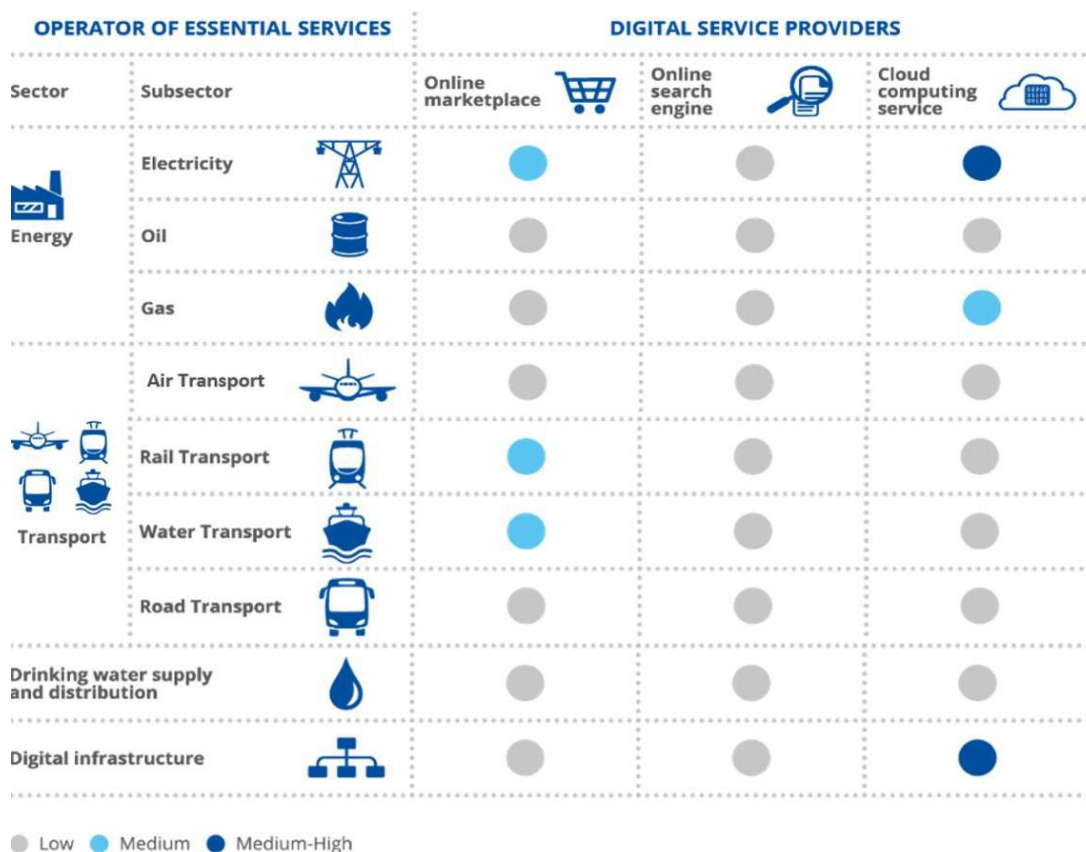 OPERATOR OF ESSENTIAL SERVICES
DIGITAL SERVICE PROVIDERS
Sector
Subsector
Online
marketplace
Online
search
engine
Cloud
computing
service
Energy
Electricity
Oil
Gas
Transport
Air Transport
Rail Transport
Water Transport
Road Transport
Drinking water supply
and distribution
Digital infrastructure
Low
Medium
Medium-High